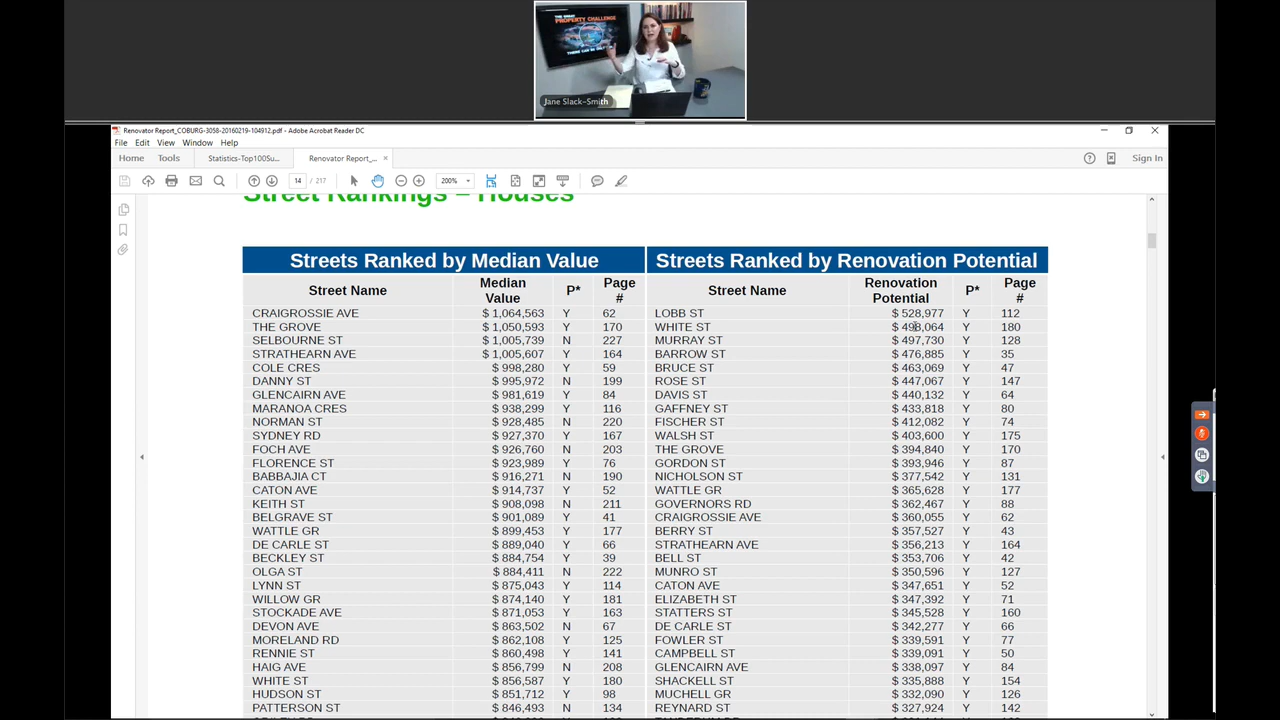 THE GREAT
PROPERTY CHALLENGE
THERE CAN BE ONLY
Jane Slack-Smith
Renovator Report_COBURG-3058-20160219-104912.pdf - Adobe Acrobat Reader DC
File Edit View Window Help
Home Tools Statistics-Top100Su... Renovator Report_... × Sign In
14 / 217 200%
Street Rankings – Houses
Streets Ranked by Median Value Streets Ranked by Renovation Potential
Street Name Median Value P* Page # Street Name Renovation Potential P* Page #
CRAIGROSSIE AVE $ 1,064,563 Y 62 LOBB ST $ 528,977 Y 112
THE GROVE $ 1,050,593 Y 170 WHITE ST $ 498,064 Y 180
SELBOURNE ST $ 1,005,739 N 227 MURRAY ST $ 497,730 Y 128
STRATHEARN AVE $ 1,005,607 Y 164 BARROW ST $ 476,885 Y 35
COLE CRES $ 998,280 Y 59 BRUCE ST $ 463,069 Y 47
DANNY ST $ 995,972 N 199 ROSE ST $ 447,067 Y 147
GLENCAIRN AVE $ 981,619 Y 84 DAVIS ST $ 440,132 Y 64
MARANOA CRES $ 938,299 Y 116 GAFFNEY ST $ 433,818 Y 80
NORMAN ST $ 928,485 N 220 FISCHER ST $ 412,082 Y 74
SYDNEY RD $ 927,370 Y 167 WALSH ST $ 403,600 Y 175
FOCH AVE $ 926,760 N 203 THE GROVE $ 394,840 Y 170
FLORENCE ST $ 923,989 Y 76 GORDON ST $ 393,946 Y 87
BABBAJIA CT $ 916,271 N 190 NICHOLSON ST $ 377,542 Y 131
CATON AVE $ 914,737 Y 52 WATTLE GR $ 365,628 Y 177
KEITH ST $ 908,098 N 211 GOVERNORS RD $ 362,467 Y 88
BELGRAVE ST $ 901,089 Y 41 CRAIGROSSIE AVE $ 360,055 Y 62
WATTLE GR $ 899,453 Y 177 BERRY ST $ 357,527 Y 43
DE CARLE ST $ 889,040 Y 66 STRATHEARN AVE $ 356,213 Y 164
BECKLEY ST $ 884,754 Y 39 BELL ST $ 353,706 Y 42
OLGA ST $ 884,411 N 222 MUNRO ST $ 350,596 Y 127
LYNN ST $ 875,043 Y 114 CATON AVE $ 347,651 Y 52
WILLOW GR $ 874,140 Y 181 ELIZABETH ST $ 347,392 Y 71
STOCKADE AVE $ 871,053 Y 163 STATTERS ST $ 345,528 Y 160
DEVON AVE $ 863,502 N 67 DE CARLE ST $ 342,277 Y 66
MORELAND RD $ 862,108 Y 125 FOWLER ST $ 339,591 Y 77
RENNIE ST $ 860,498 Y 141 CAMPBELL ST $ 339,091 Y 50
HAIG AVE $ 856,799 N 208 GLENCAIRN AVE $ 338,097 Y 84
WHITE ST $ 856,587 Y 180 SHACKELL ST $ 335,888 Y 154
HUDSON ST $ 851,712 Y 98 MUCHELL GR $ 332,090 Y 126
PATTERSON ST $ 846,493 N 134 REYNARD ST $ 327,924 Y 142